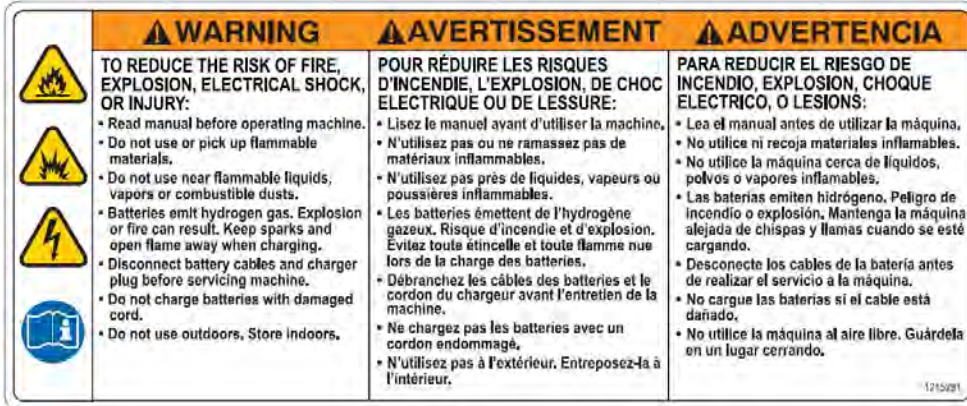 WARNING
TO REDUCE THE RISK OF FIRE,
EXPLOSION, ELECTRICAL SHOCK,
OR INJURY:
• Read manual before operating machine.
• Do not use or pick up flammable
materials.
• Do not use near flammable liquids,
vapors or combustible dusts.
• Batteries emit hydrogen gas. Explosion
or fire can result. Keep sparks and
open flame away when charging.
• Disconnect battery cables and charger
plug before servicing machine.
• Do not charge batteries with damaged
cord.
• Do not use outdoors. Store indoors.
AVERTISSEMENT
POUR RÉDUIRE LES RISQUES
D'INCENDIE, L'EXPLOSION, DE CHOC
ELECTRIQUE OU DE LESSURE:
• Lisez le manuel avant d'utiliser la machine.
• N'utilisez pas ou ne ramassez pas de
matériaux inflammables.
• N'utilisez pas près de liquides, vapeurs ou
poussières inflammables.
• Les batteries émettent de l'hydrogène
gazeux. Risque d'incendie et d'explosion.
Évitez toute étincelle et toute flamme nue
lors de la charge des batteries.
• Débranchez les câbles des batteries et le
cordon du chargeur avant l'entretien de la
machine.
• Ne chargez pas les batteries avec un
cordon endommagé.
• N'utilisez pas à l'extérieur. Entreposez-la à
l'intérieur.
ADVERTENCIA
PARA REDUCIR EL RIESGO DE
INCENDIO, EXPLOSIÓN, CHOQUE
ELECTRICO, O LESIONS:
• Lea el manual antes de utilizar la máquina.
• No utilice ni recoja materiales inflamables.
• No utilice la máquina cerca de líquidos,
polvos o vapores inflamables.
• Las baterías emiten hidrógeno. Peligro de
incendio o explosión. Mantenga la máquina
alejada de chispas y llamas cuando se esté
cargando.
• Desconecte los cables de la batería antes
de realizar el servicio a la máquina.
• No cargue las baterías si el cable está
dañado.
• No utilice la máquina al aire libre. Guárdela
en un lugar cerrando.